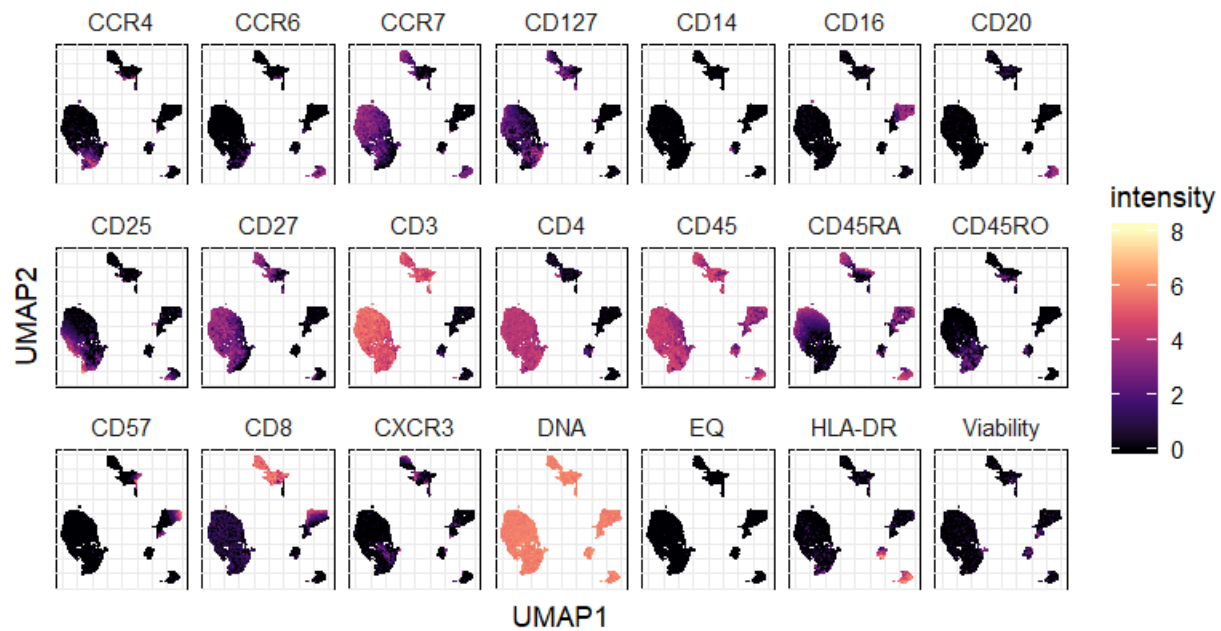 CCR4 CCR6 CCR7 CD127 CD14 CD16 CD20
CD25 CD27 CD3 CD4 CD45 CD45RA CD45RO
CD57 CD8 CXCR3 DNA EQ HLA-DR Viability
UMAP2
UMAP1
intensity
8
6
4
2
0